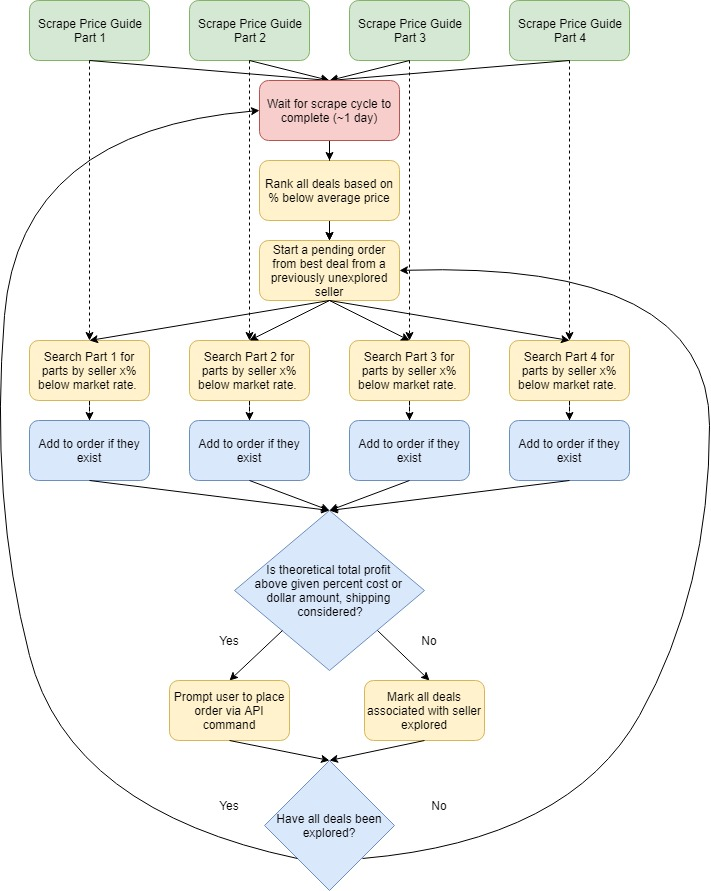 Scrape Price Guide
Part 1
Scrape Price Guide
Part 2
Scrape Price Guide
Part 3
Scrape Price Guide
Part 4
Wait for scrape cycle to
complete (~1 day)
Rank all deals based on
% below average price
Start a pending order
from best deal from a
previously unexplored
seller
Search Part 1 for
parts by seller x%
below market rate.
Search Part 2 for
parts by seller x%
below market rate.
Search Part 3 for
parts by seller x%
below market rate.
Search Part 4 for
parts by seller x%
below market rate.
Add to order if they
exist
Add to order if they
exist
Add to order if they
exist
Add to order if they
exist
Is theoretical total profit
above given percent cost or
dollar amount, shipping
considered?
Yes
No
Prompt user to place
order via API
command
Mark all deals
associated with seller
explored
Yes
No
Have all deals been
explored?